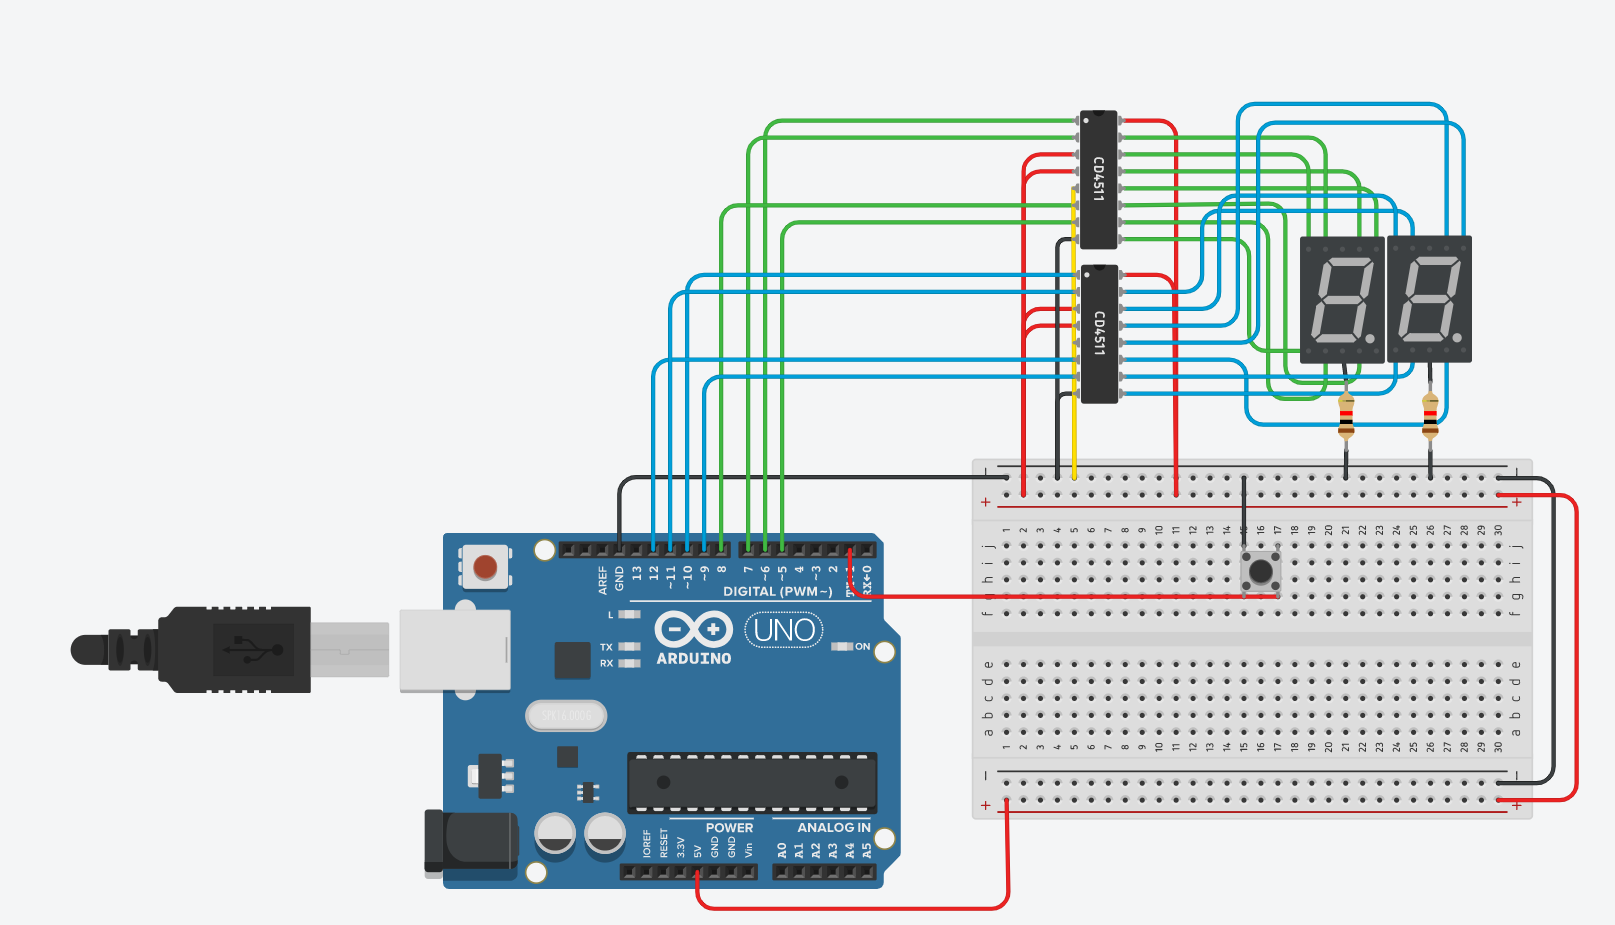 CD4511
CD4511
AREF
GND
13
12
~11
~10
~9
8
7
~6
~5
4
~3
2
RX←0
DIGITAL (PWM~)
L
TX
RX
ARDUINO
UNO
ON
POWER
ANALOG IN
IOREF
RESET
3.3V
5V
GND
GND
Vin
A0
A1
A2
A3
A4
A5
− −
+ +
1 2 3 4 5 6 7 8 9 10 11 12 13 14 15 16 17 18 19 20 21 22 23 24 25 26 27 28 29 30
j j
i i
h h
g g
f f
e e
d d
c c
b b
a a
1 2 3 4 5 6 7 8 9 10 11 12 13 14 15 16 17 18 19 20 21 22 23 24 25 26 27 28 29 30
− −
+ +